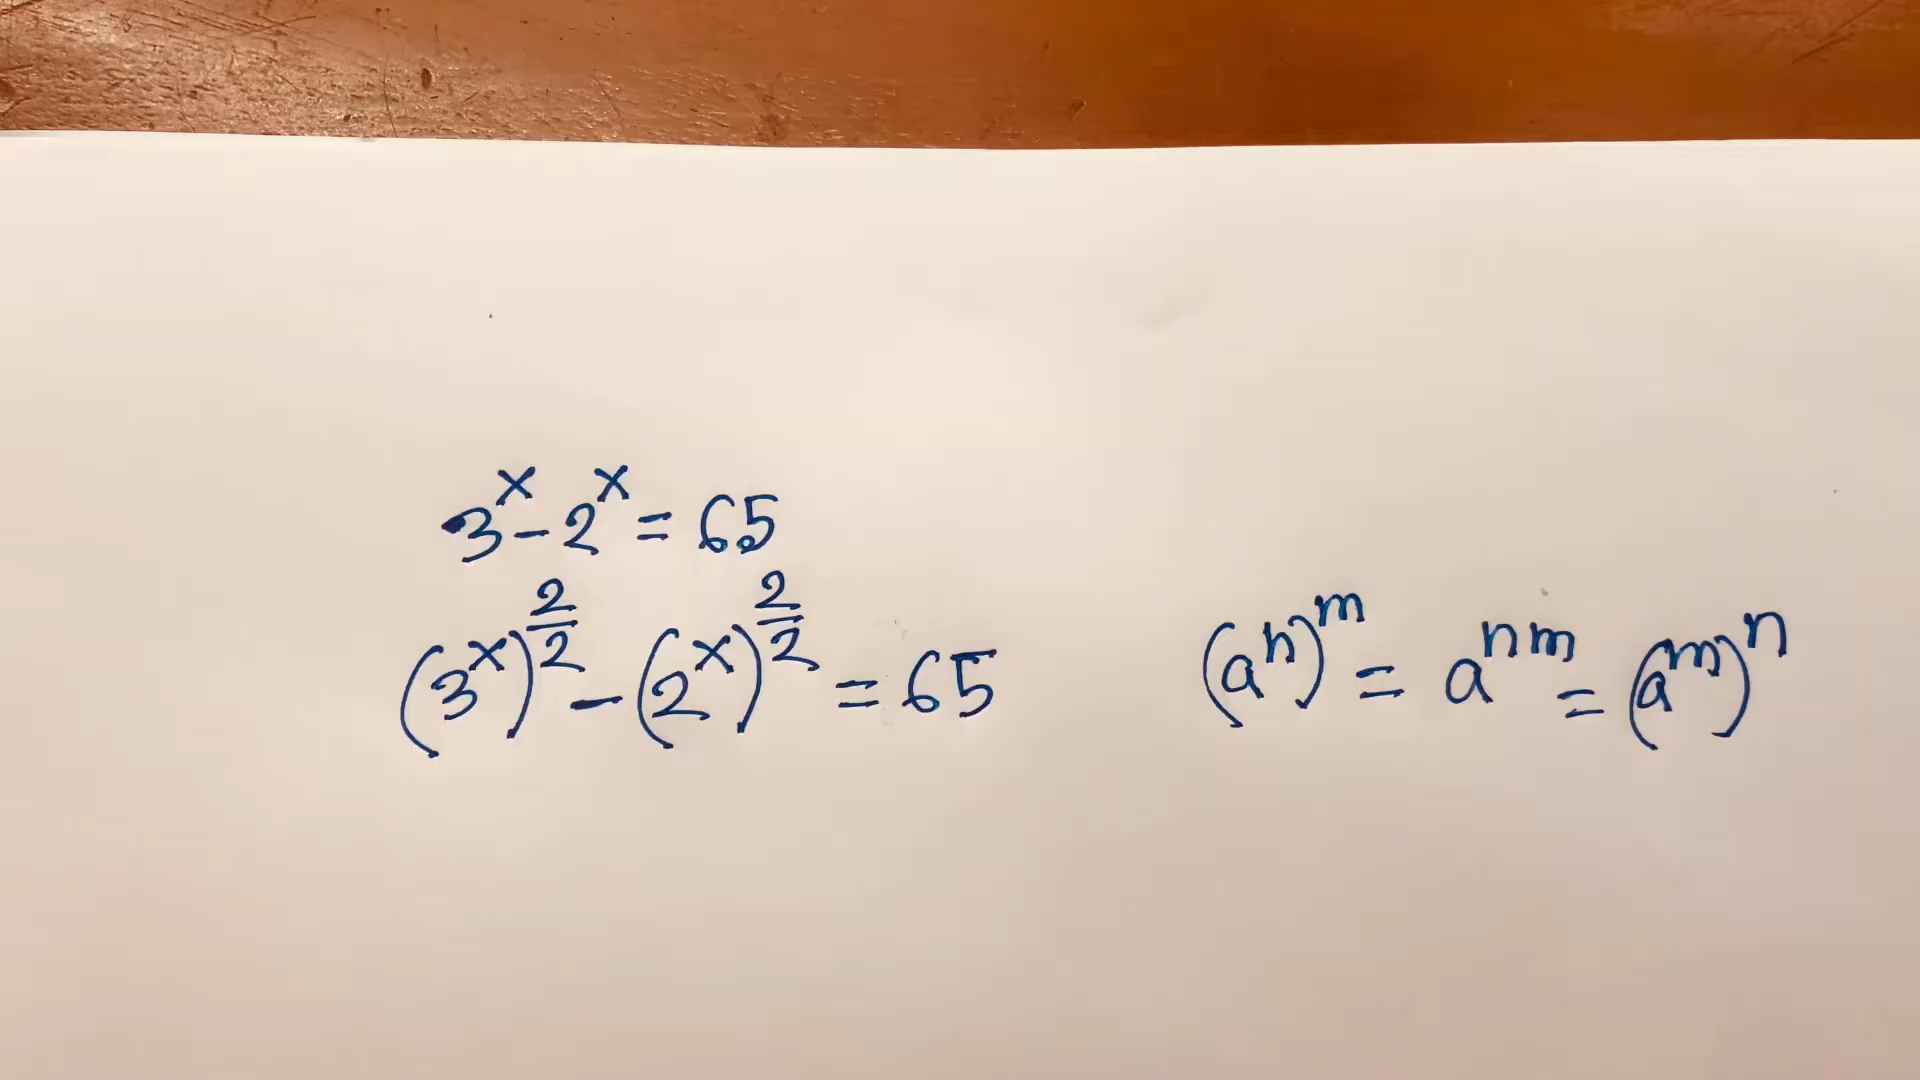 3^x - 2^x = 65
(3^x)^(2/2) - (2^x)^(2/2) = 65
(a^n)^m = a^nm = (a^m)^n